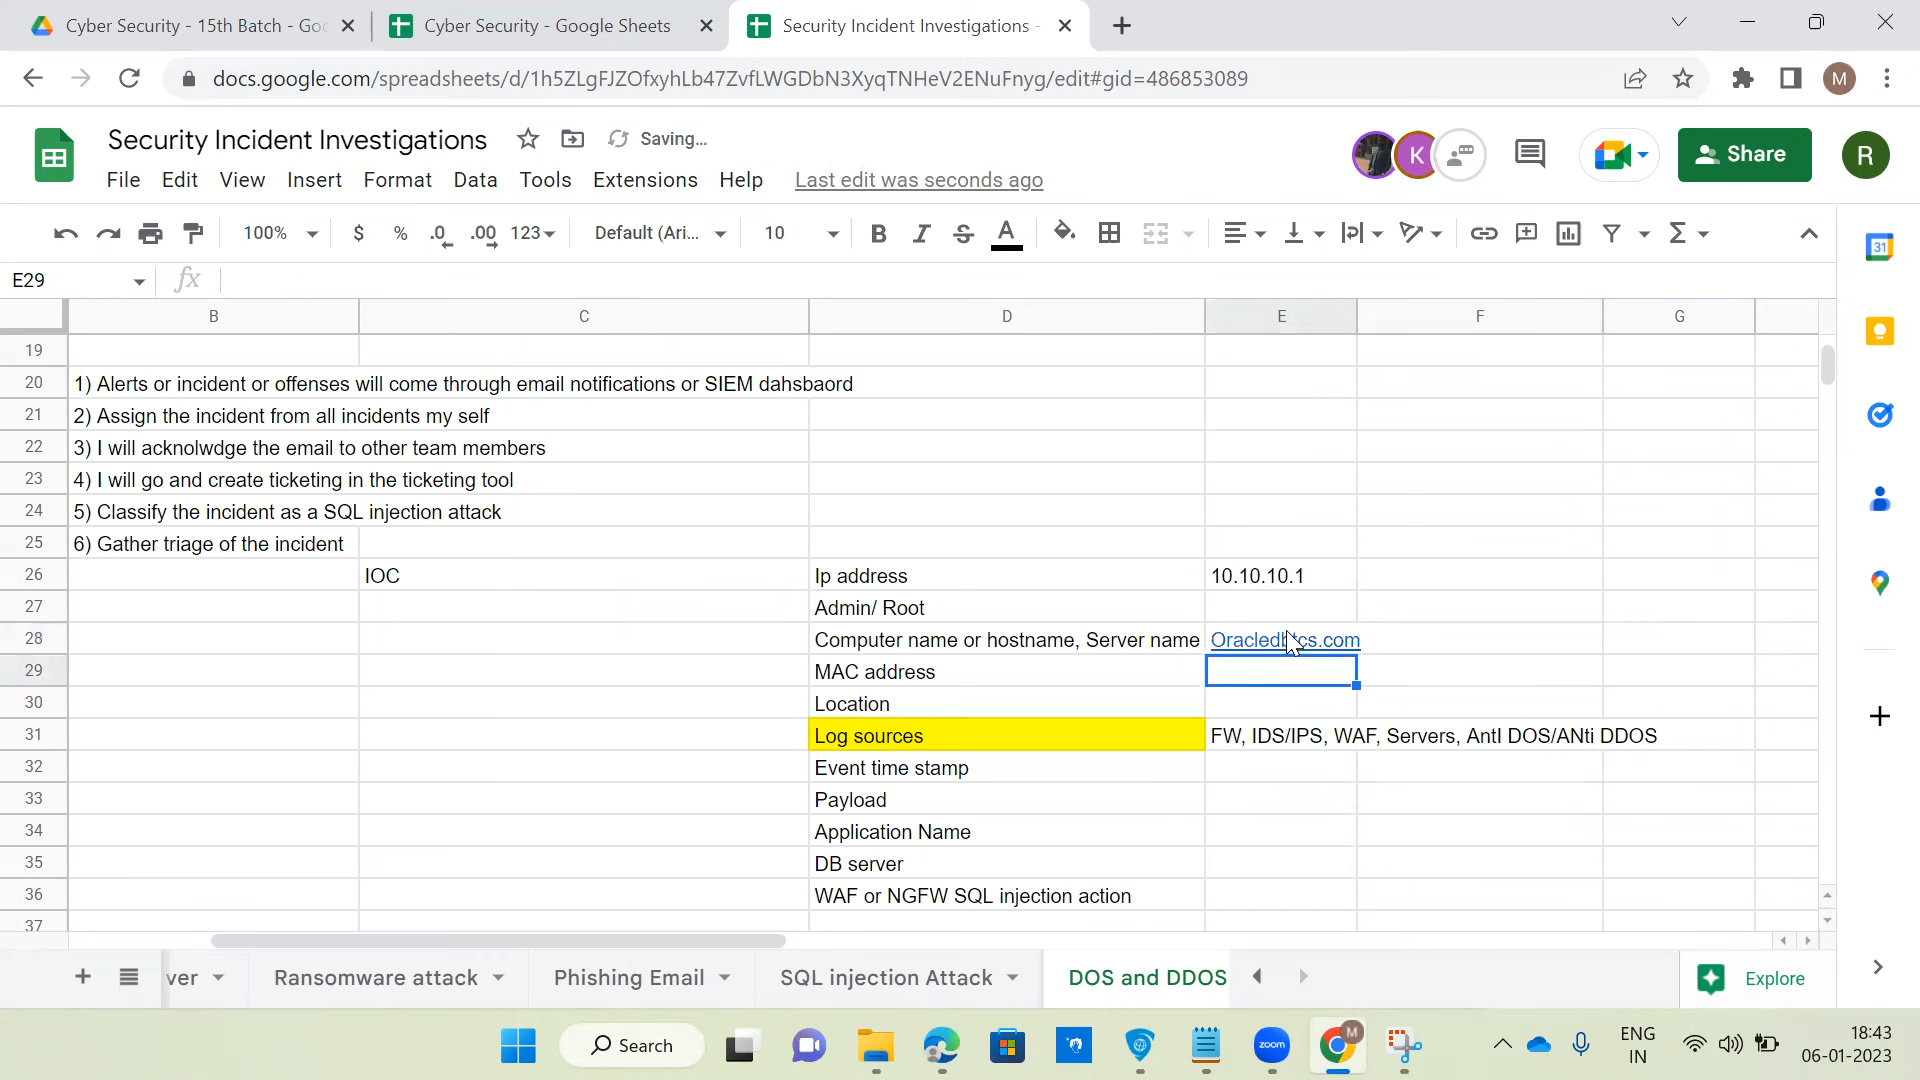 Cyber Security - 15th Batch - Goo
Cyber Security - Google Sheets
Security Incident Investigations -
docs.google.com/spreadsheets/d/1h5ZLgFJZOfxyhLb47ZvfLWGDbN3XyqTNHeV2ENuFnyg/edit#gid=486853089
M
Security Incident Investigations
Saving...
K
Share
R
File Edit View Insert Format Data Tools Extensions Help Last edit was seconds ago
100% $ % .0 .00 123 Default (Ari... 10 B I S A
31
E29 fx
B C D E F G
19
20 1) Alerts or incident or offenses will come through email notifications or SIEM dahsbaord
21 2) Assign the incident from all incidents my self
22 3) I will acknolwdge the email to other team members
23 4) I will go and create ticketing in the ticketing tool
24 5) Classify the incident as a SQL injection attack
25 6) Gather triage of the incident
26 IOC Ip address 10.10.10.1
27 Admin/ Root
28 Computer name or hostname, Server name Oracledbtcs.com
29 MAC address
30 Location
31 Log sources FW, IDS/IPS, WAF, Servers, AntI DOS/ANti DDOS
32 Event time stamp
33 Payload
34 Application Name
35 DB server
36 WAF or NGFW SQL injection action
37
ver Ransomware attack Phishing Email SQL injection Attack DOS and DDOS Explore
Search
zoom
M
ENG
IN
18:43
06-01-2023